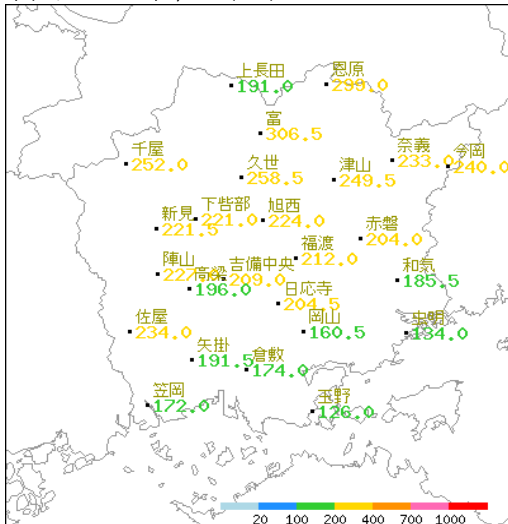 上長田
191.0
恩原
299.0
富
306.5
千屋
252.0
奈義
233.0
今岡
240.0
久世
258.5
津山
249.5
下呰部
221.0
旭西
224.0
新見
221.5
赤磐
204.0
福渡
212.0
陣山
227.0
高梁
196.0
吉備中央
209.0
和気
185.5
日応寺
204.5
佐屋
234.0
岡山
160.5
虫明
134.0
矢掛
191.5
倉敷
174.0
笠岡
172.0
玉野
126.0
20 100 200 400 700 1000